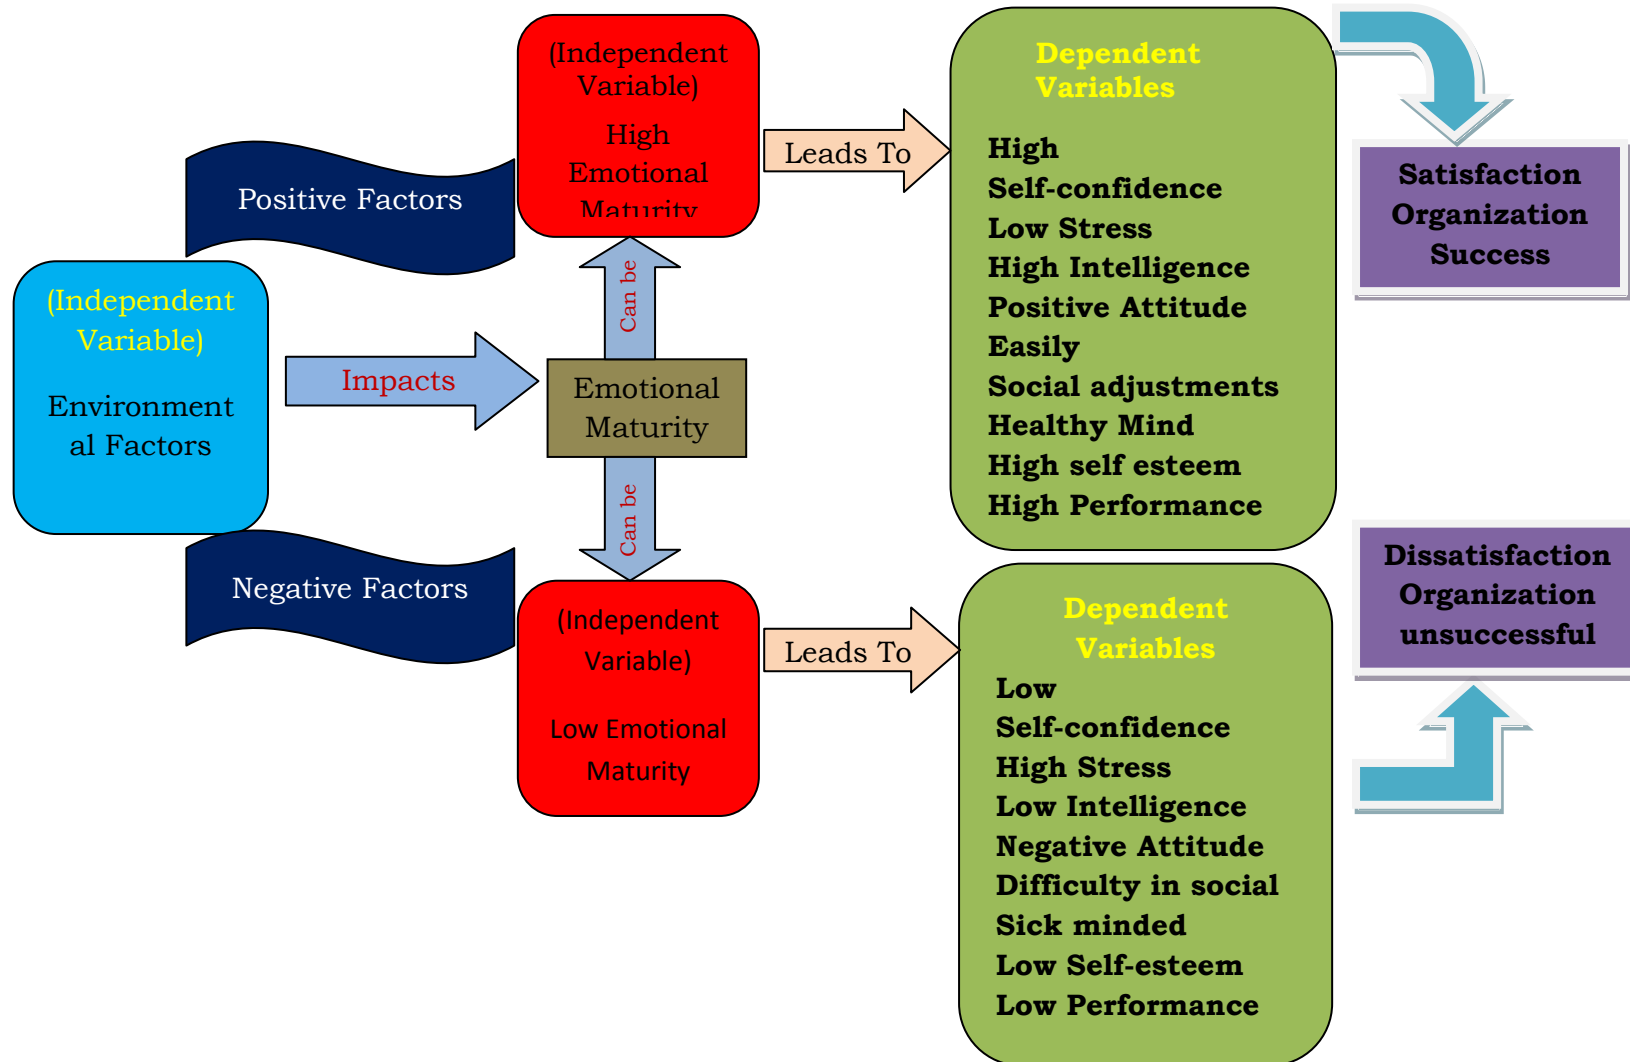 (Independent
Variable)
Environment
al Factors
Positive Factors
Impacts
Negative Factors
(Independent
Variable)
High
Emotional
Maturity
Can be
Emotional
Maturity
Can be
(Independent
Variable)
Low Emotional
Maturity
Leads To
Leads To
Dependent
Variables
High
Self-confidence
Low Stress
High Intelligence
Positive Attitude
Easily
Social adjustments
Healthy Mind
High self esteem
High Performance
Dependent
Variables
Low
Self-confidence
High Stress
Low Intelligence
Negative Attitude
Difficulty in social
Sick minded
Low Self-esteem
Low Performance
Satisfaction
Organization
Success
Dissatisfaction
Organization
unsuccessful